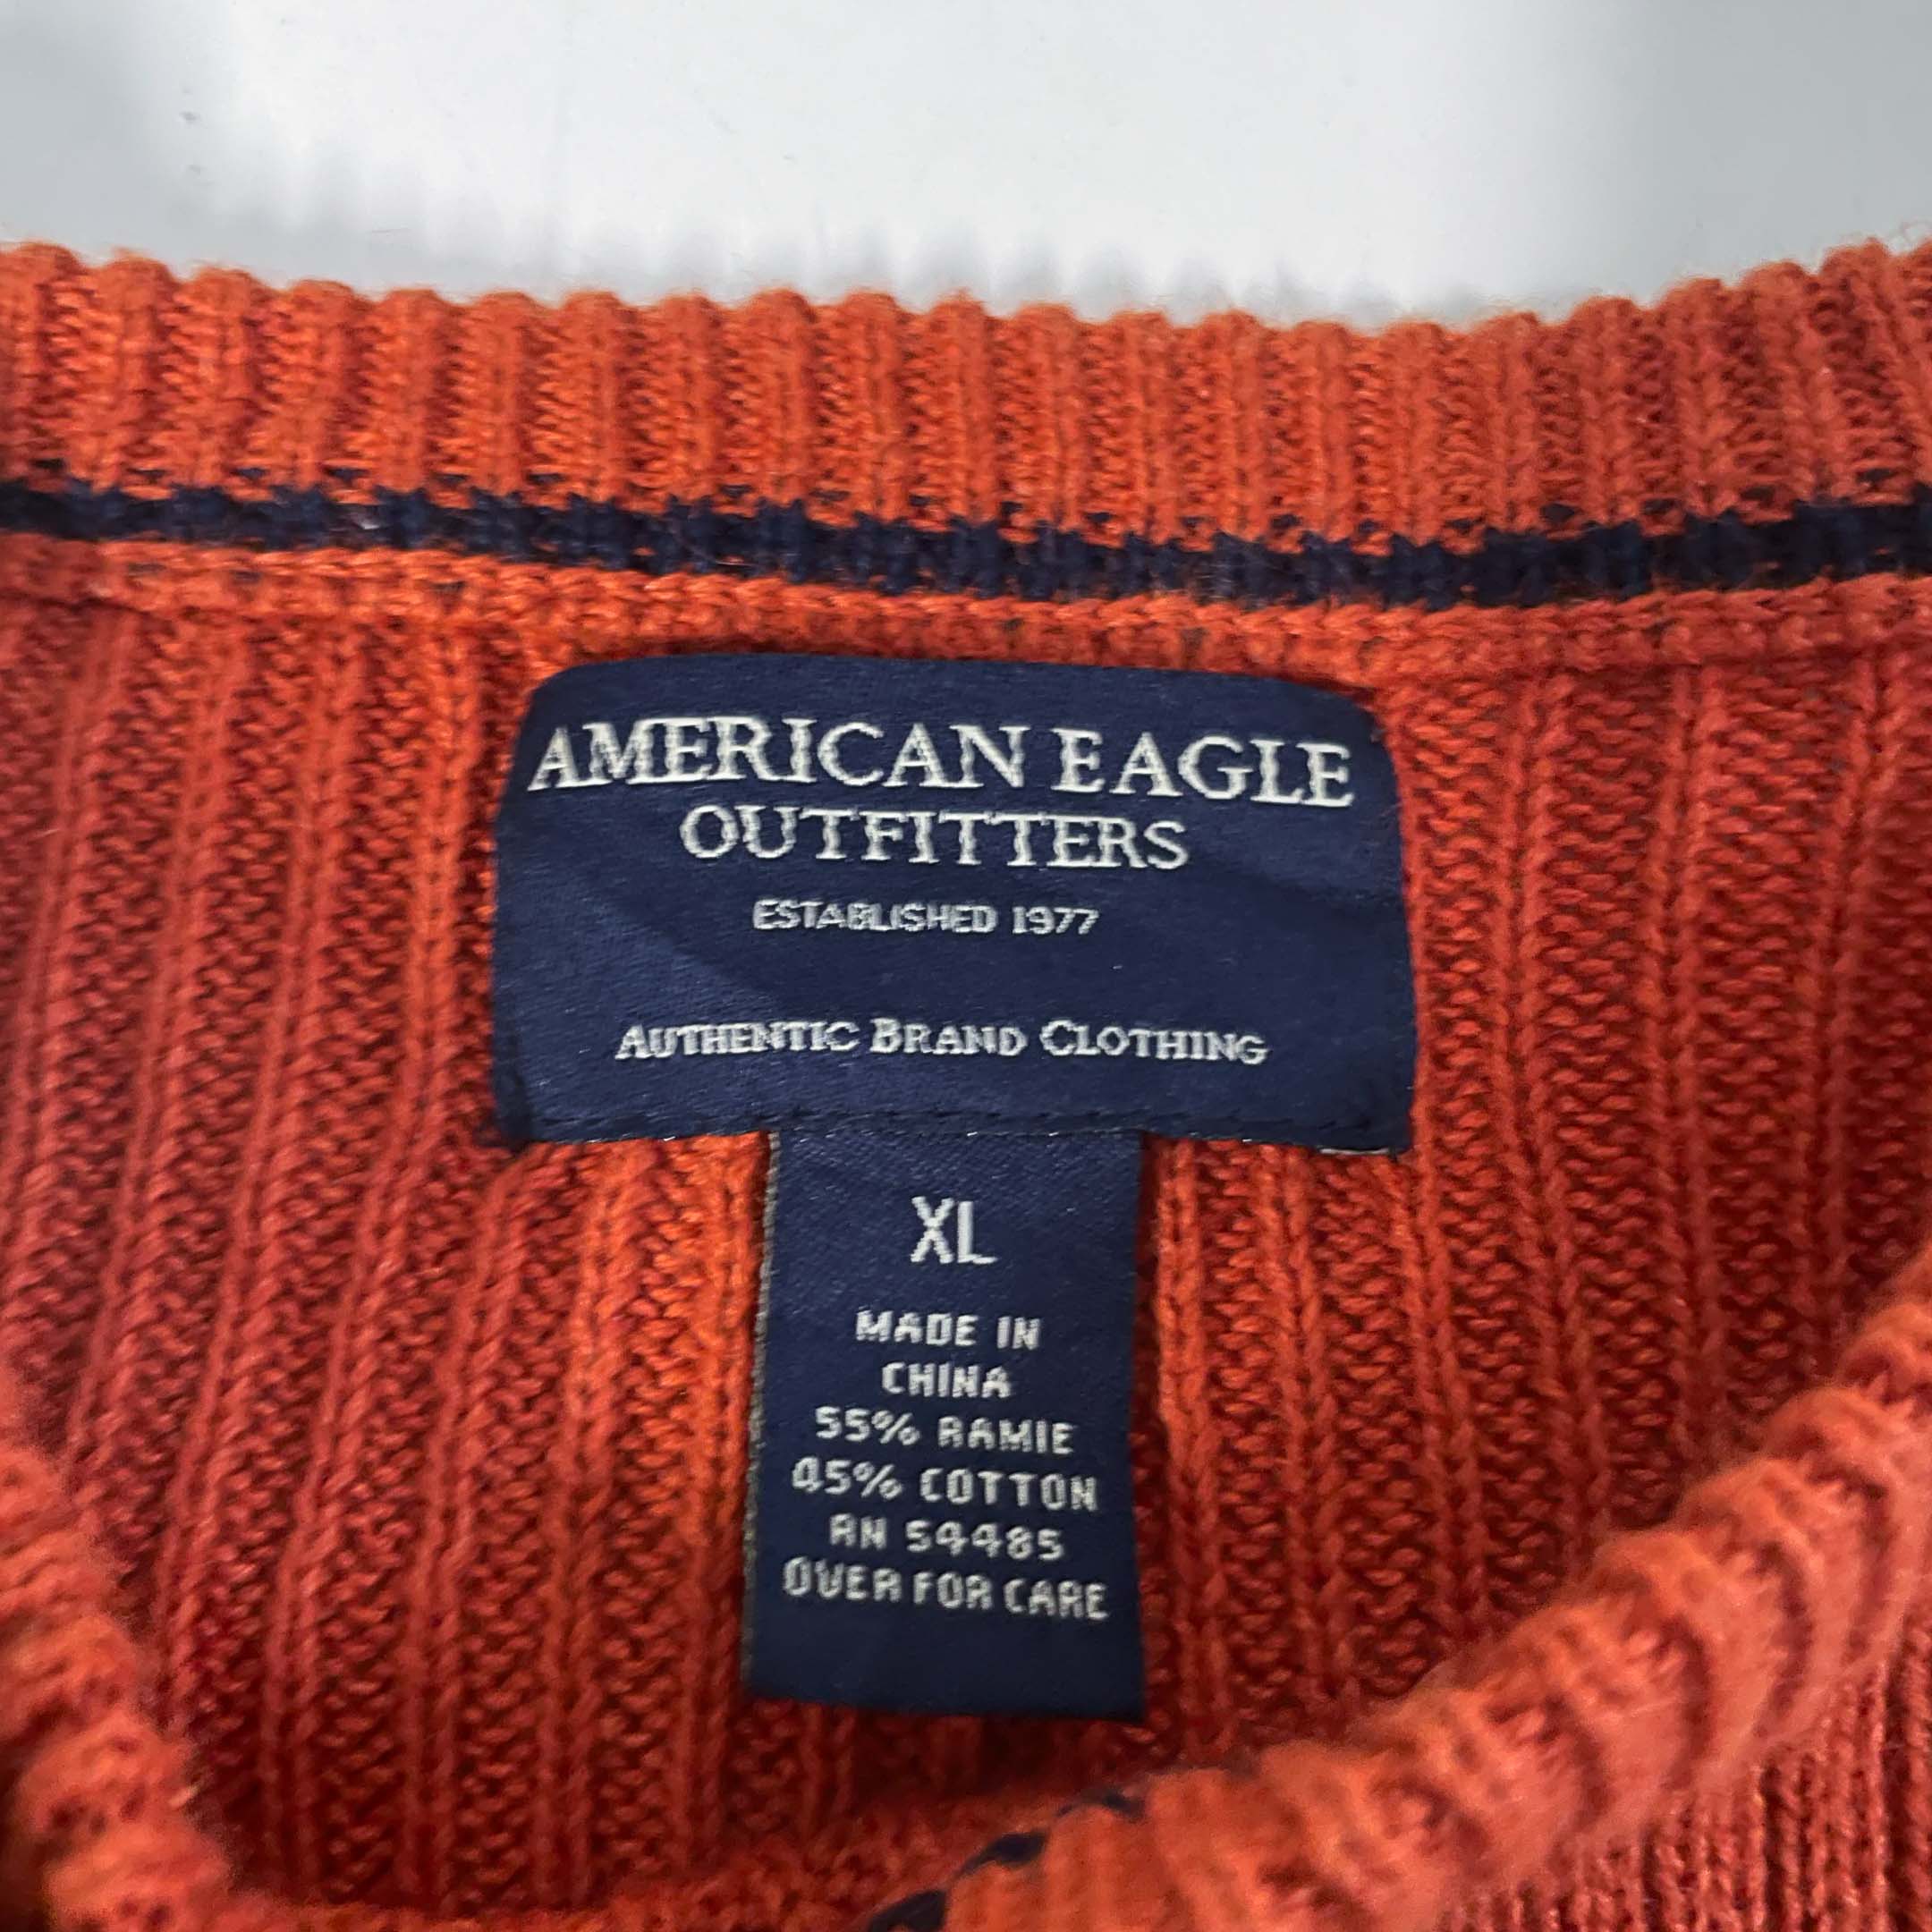 AMERICAN EAGLE
OUTFITTERS
ESTABLISHED 1977
AUTHENTIC BRAND CLOTHING
XL
MADE IN
CHINA
55% RAMIE
45% COTTON
RN 54485
OVER FOR CARE